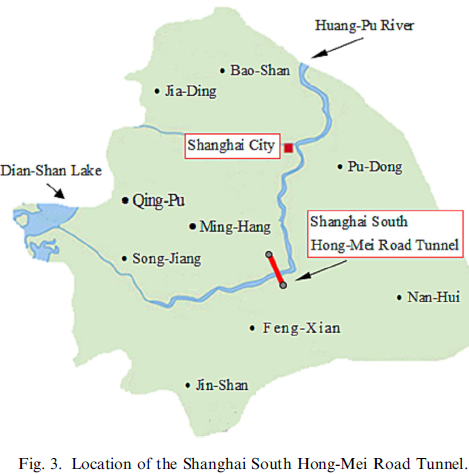 Huang-Pu River
Bao-Shan
Jia-Ding
Shanghai City
Pu-Dong
Dian-Shan Lake
Qing-Pu
Shanghai South
Hong-Mei Road Tunnel
Ming-Hang
Song-Jiang
Nan-Hui
Feng-Xian
Jin-Shan
Fig. 3. Location of the Shanghai South Hong-Mei Road Tunnel.